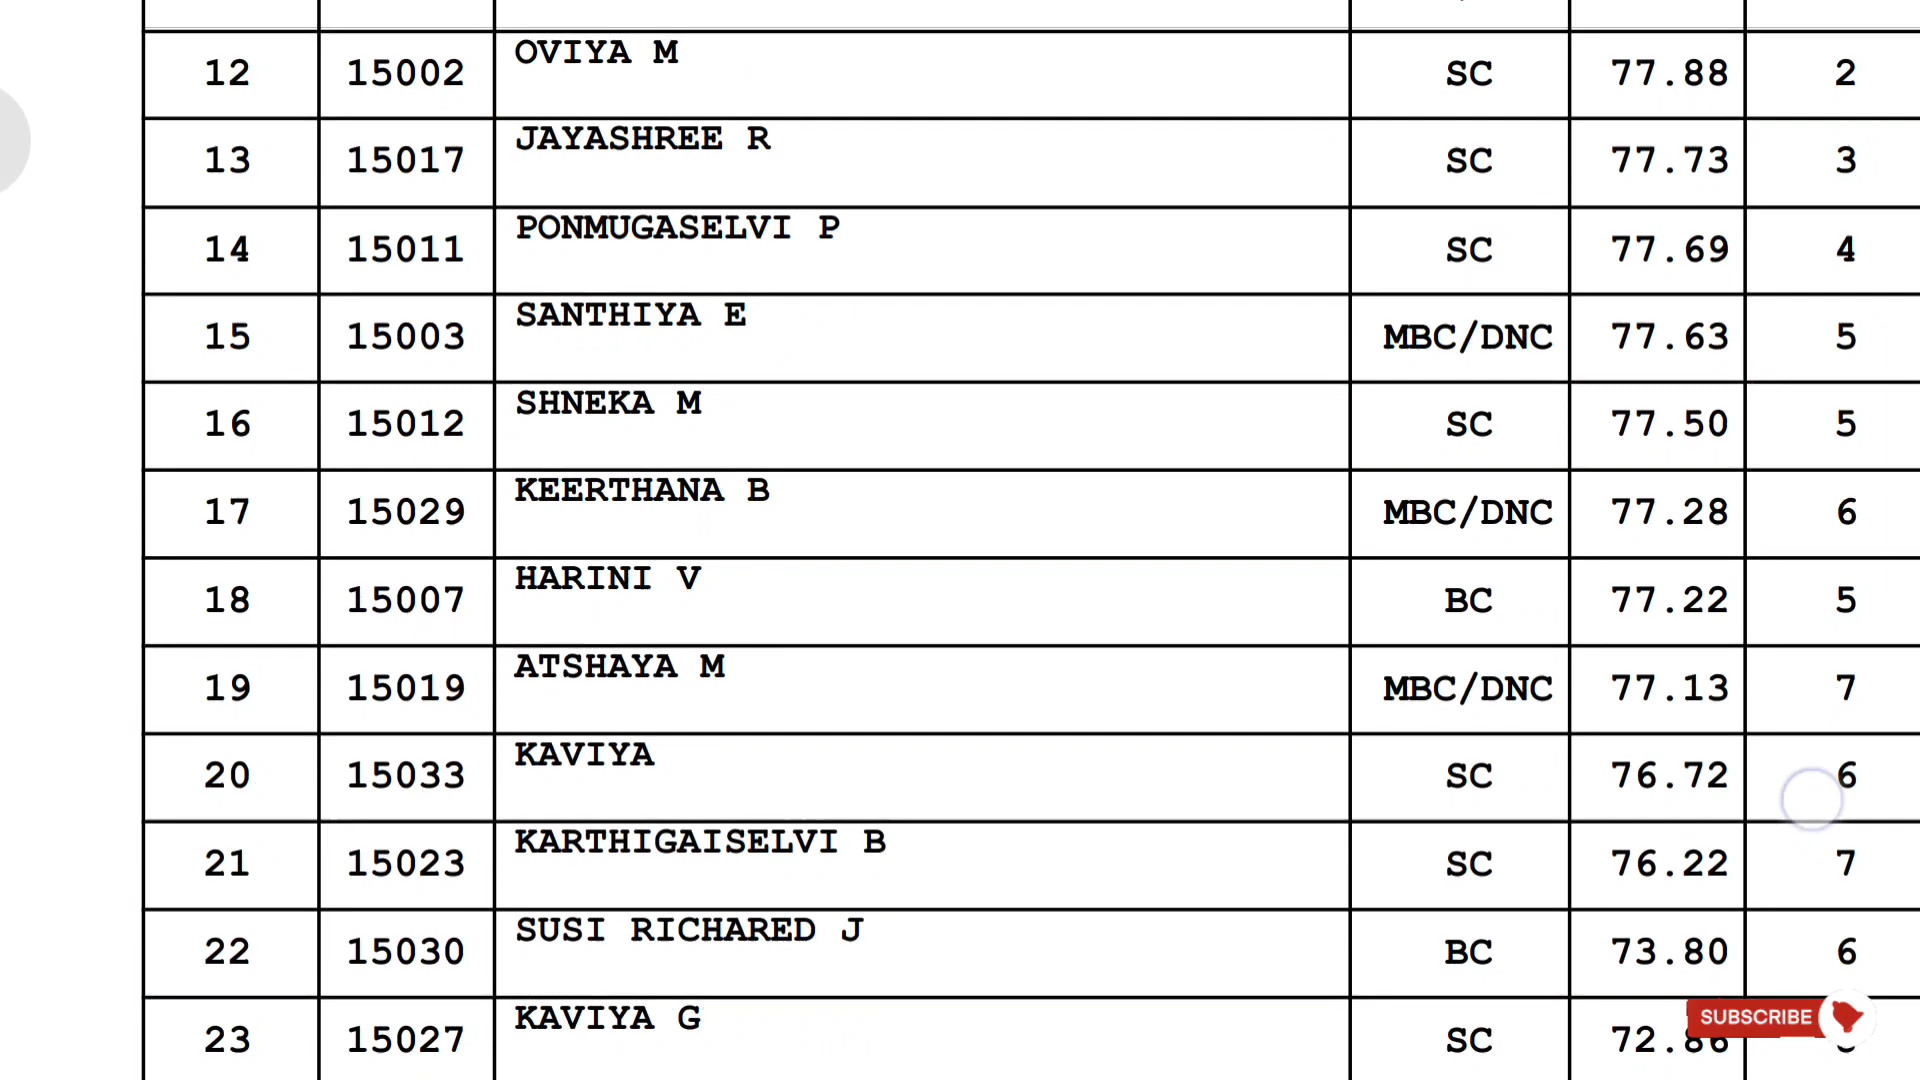 12 15002 OVIYA M SC 77.88 2
13 15017 JAYASHREE R SC 77.73 3
14 15011 PONMUGASELVI P SC 77.69 4
15 15003 SANTHIYA E MBC/DNC 77.63 5
16 15012 SHNEKA M SC 77.50 5
17 15029 KEERTHANA B MBC/DNC 77.28 6
18 15007 HARINI V BC 77.22 5
19 15019 ATSHAYA M MBC/DNC 77.13 7
20 15033 KAVIYA SC 76.72 6
21 15023 KARTHIGAISELVI B SC 76.22 7
22 15030 SUSI RICHARED J BC 73.80 6
23 15027 KAVIYA G SC 72.86
SUBSCRIBE